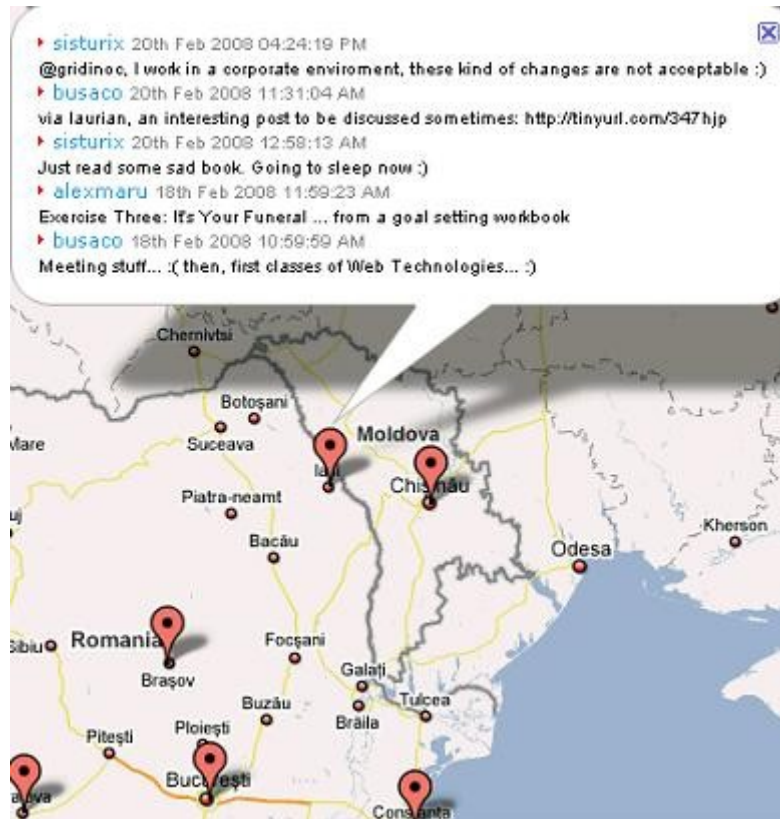 sisturix 20th Feb 2008 04:24:19 PM
@gridinoc, I work in a corporate enviroment, these kind of changes are not acceptable :)
busaco 20th Feb 2008 11:31:04 AM
via laurian, an interesting post to be discussed sometimes: http://tinyurl.com/347hjp
sisturix 20th Feb 2008 12:58:13 AM
Just read some sad book. Going to sleep now :)
alexmaru 18th Feb 2008 11:59:23 AM
Exercise Three: It's Your Funeral ... from a goal setting workbook
busaco 18th Feb 2008 10:59:59 AM
Meeting stuff... :( then, first classes of Web Technologies... :)
Chernivtsi
Botoşani
Suceava
Mare
Moldova
Piatra-neamt
Bacău
Kherson
Odesa
Sibiu
Romania
Focşani
Braşov
Galaţi
Buzău
Tulcea
Brăila
Piteşti
Ploieşti